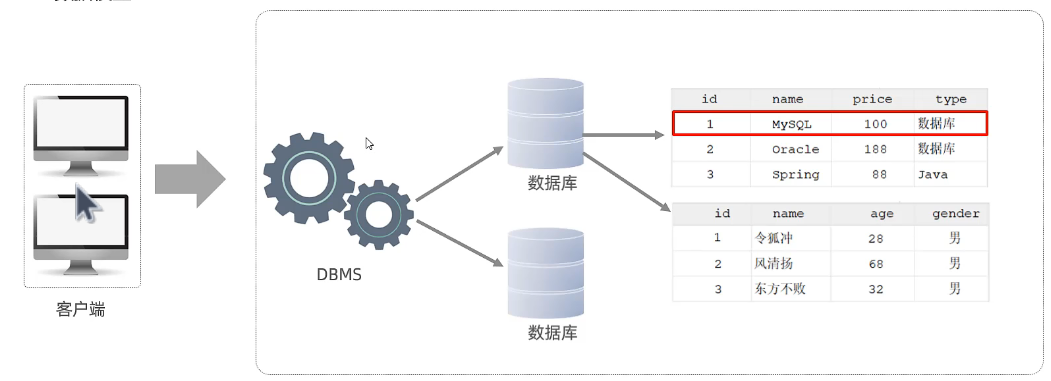 客户端
DBMS
数据库
数据库
id name price type
1 MySQL 100 数据库
2 Oracle 188 数据库
3 Spring 88 Java
id name age gender
1 令狐冲 28 男
2 风清扬 68 男
3 东方不败 32 男